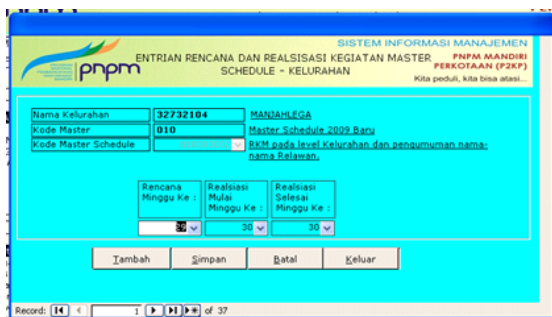 SISTEM INFORMASI MANAJEMEN
pnpm
ENTRIAN RENCANA DAN REALSISASI KEGIATAN MASTER
SCHEDULE - KELURAHAN
PNPM MANDIRI
PERKOTAAN (P2KP)
Kita peduli, kita bisa atasi...
Nama Kelurahan 32732104 MANJAHLEGA
Kode Master 010 Master Schedule 2009 Baru
Kode Master Schedule RKM pada level Kelurahan dan pengumuman nama-
nama Relawan.
Rencana
Minggu Ke :
Realsiasi
Mulai
Minggu Ke :
Realsiasi
Selesai
Minggu Ke :
29 30 30
Tambah Simpan Batal Keluar
Record: 1 of 37